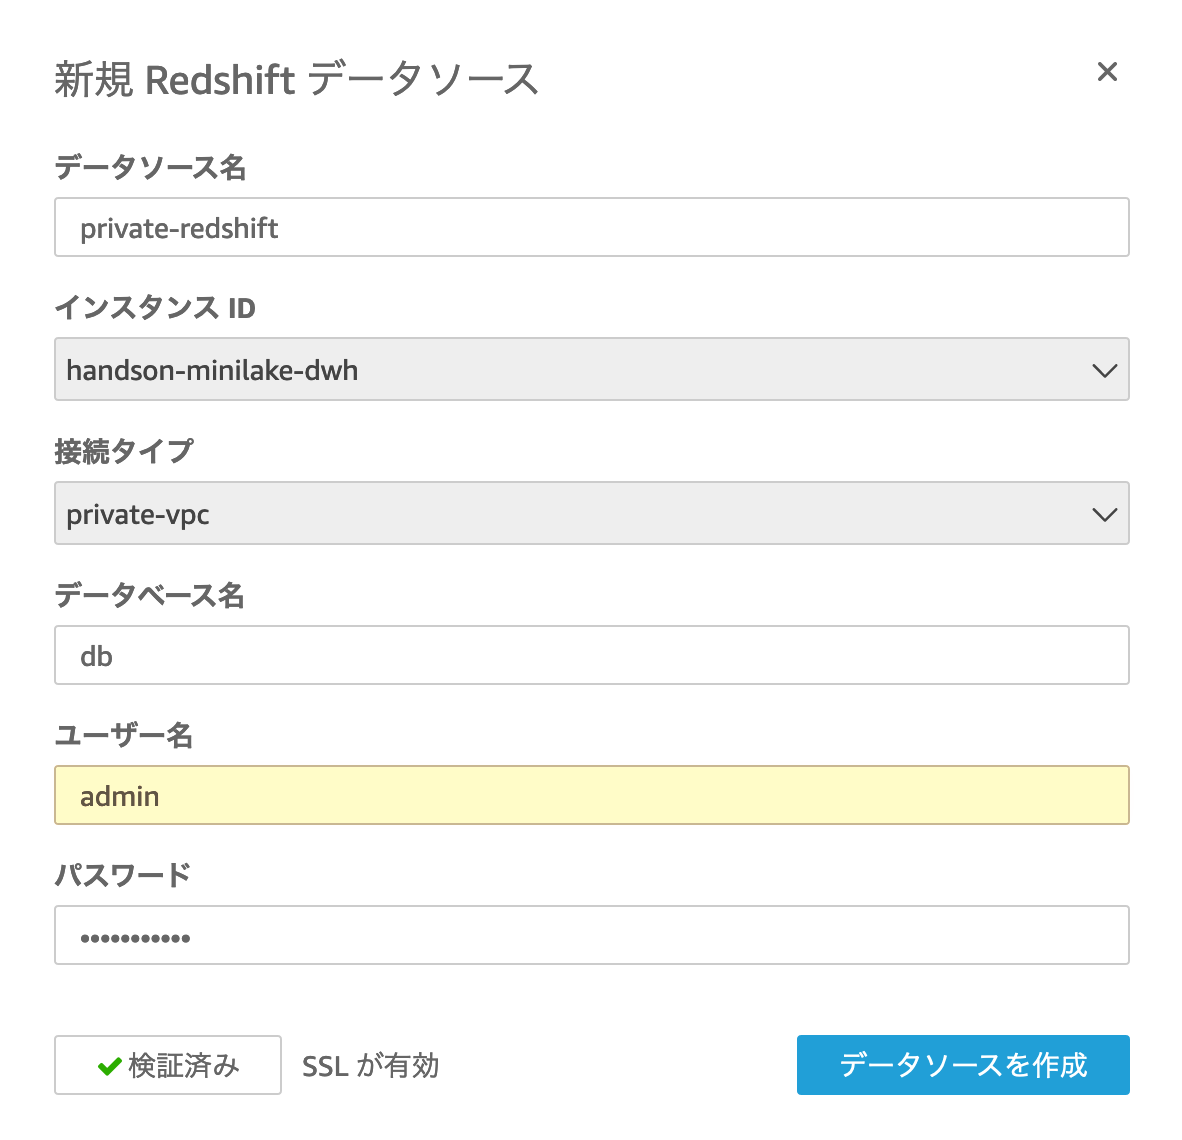 新規 Redshift データソース
データソース名
private-redshift
インスタンス ID
handson-minilake-dwh
接続タイプ
private-vpc
データベース名
db
ユーザー名
admin
パスワード
•••••••••••
検証済み SSL が有効 データソースを作成